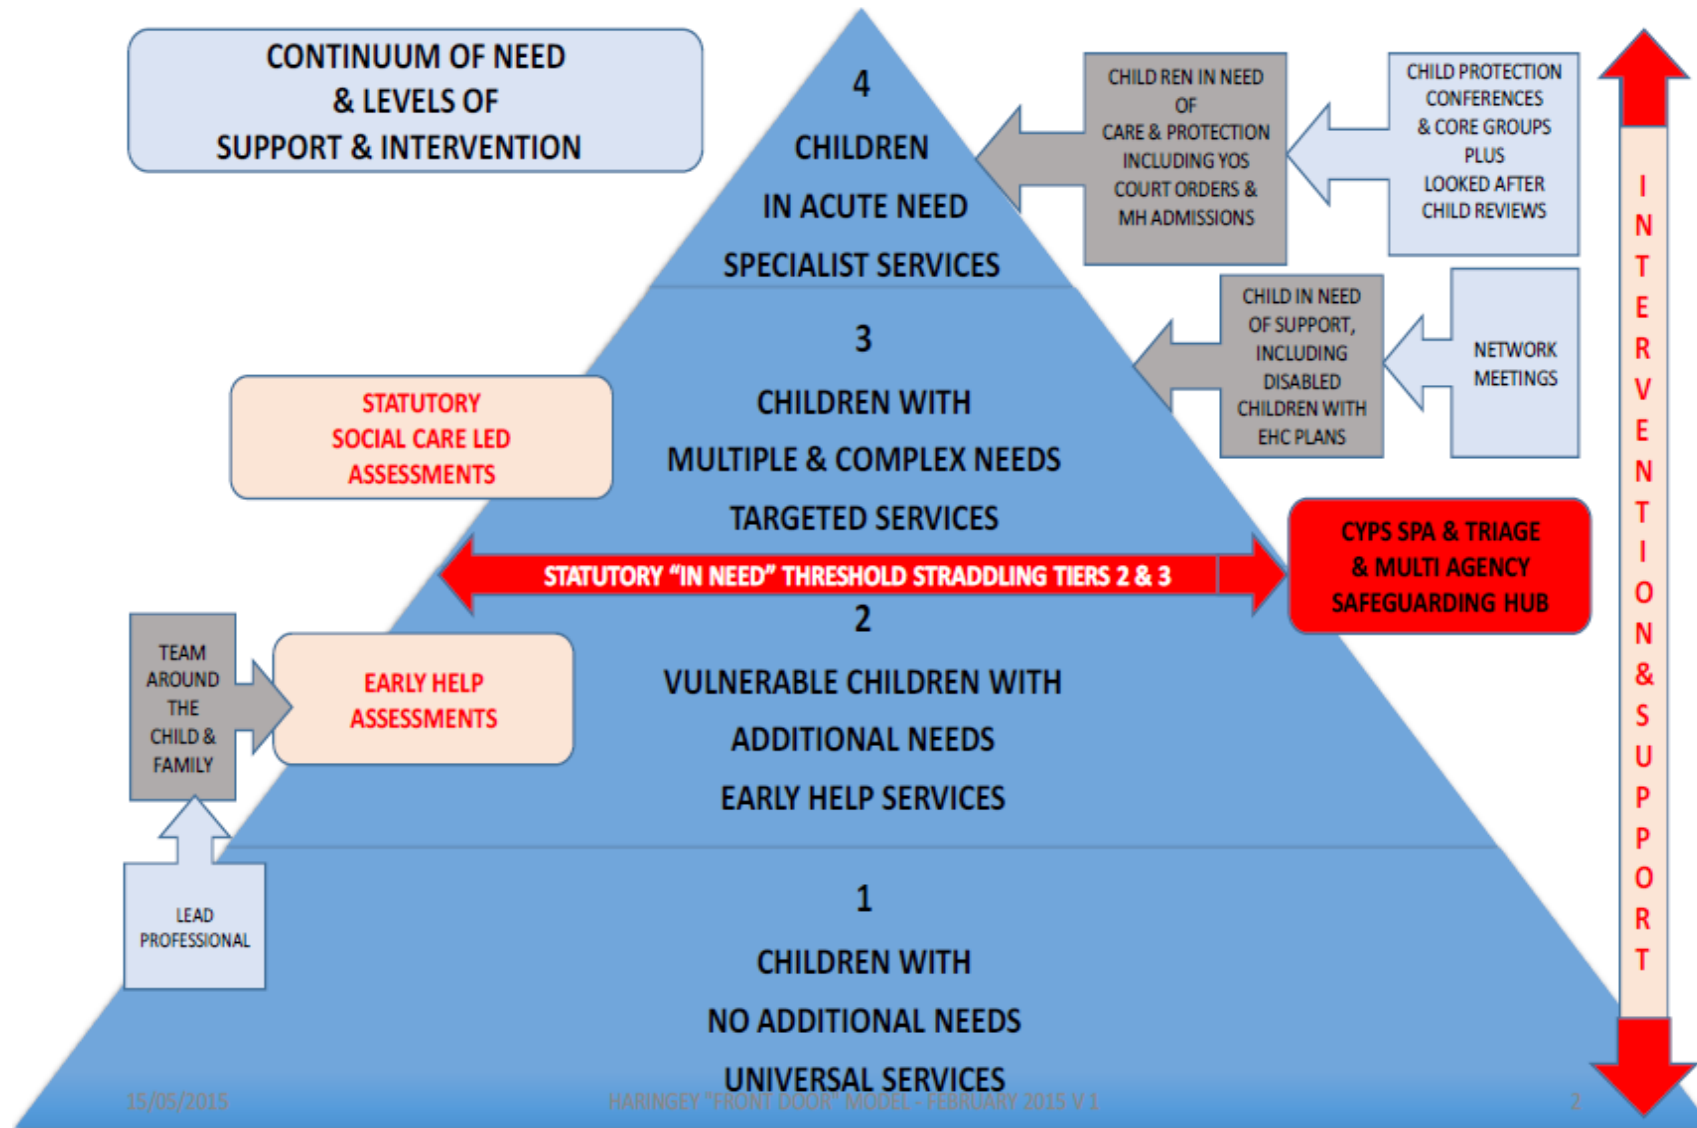 CONTINUUM OF NEED
& LEVELS OF
SUPPORT & INTERVENTION
4
CHILDREN
IN ACUTE NEED
SPECIALIST SERVICES
CHILD REN IN NEED
OF
CARE & PROTECTION
INCLUDING YOS
COURT ORDERS &
MH ADMISSIONS
CHILD PROTECTION
CONFERENCES
& CORE GROUPS
PLUS
LOOKED AFTER
CHILD REVIEWS
3
CHILDREN WITH
MULTIPLE & COMPLEX NEEDS
TARGETED SERVICES
CHILD IN NEED
OF SUPPORT,
INCLUDING
DISABLED
CHILDREN WITH
EHC PLANS
NETWORK
MEETINGS
STATUTORY
SOCIAL CARE LED
ASSESSMENTS
STATUTORY "IN NEED" THRESHOLD STRADDLING TIERS 2 & 3
CYPS SPA & TRIAGE
& MULTI AGENCY
SAFEGUARDING HUB
2
VULNERABLE CHILDREN WITH
ADDITIONAL NEEDS
EARLY HELP SERVICES
TEAM
AROUND
THE
CHILD &
FAMILY
EARLY HELP
ASSESSMENTS
LEAD
PROFESSIONAL
1
CHILDREN WITH
NO ADDITIONAL NEEDS
UNIVERSAL SERVICES
INTERVENTION & SUPPORT
15/05/2015
HARINGEY "FRONT DOOR" MODEL - FEBRUARY 2015 V 1
2